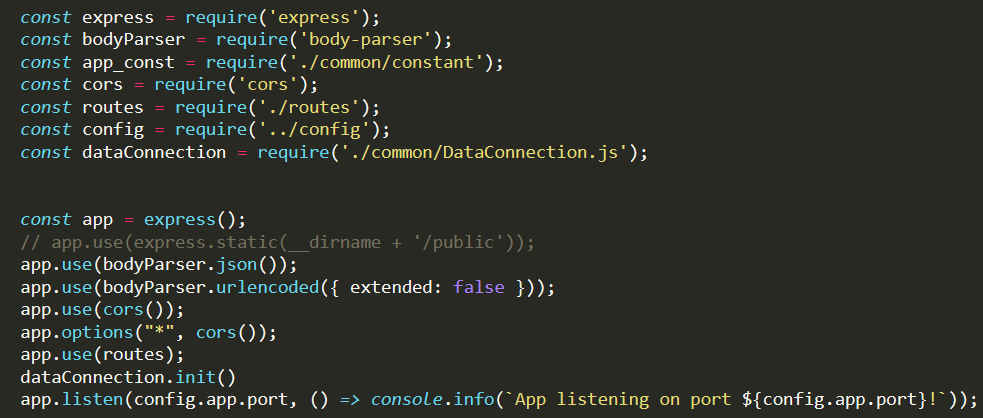 const express = require('express');
const bodyParser = require('body-parser');
const app_const = require('./common/constant');
const cors = require('cors');
const routes = require('./routes');
const config = require('../config');
const dataConnection = require('./common/DataConnection.js');
const app = express();
// app.use(express.static(__dirname + '/public'));
app.use(bodyParser.json());
app.use(bodyParser.urlencoded({ extended: false }));
app.use(cors());
app.options("*", cors());
app.use(routes);
dataConnection.init()
app.listen(config.app.port, () => console.info(`App listening on port ${config.app.port}!`));